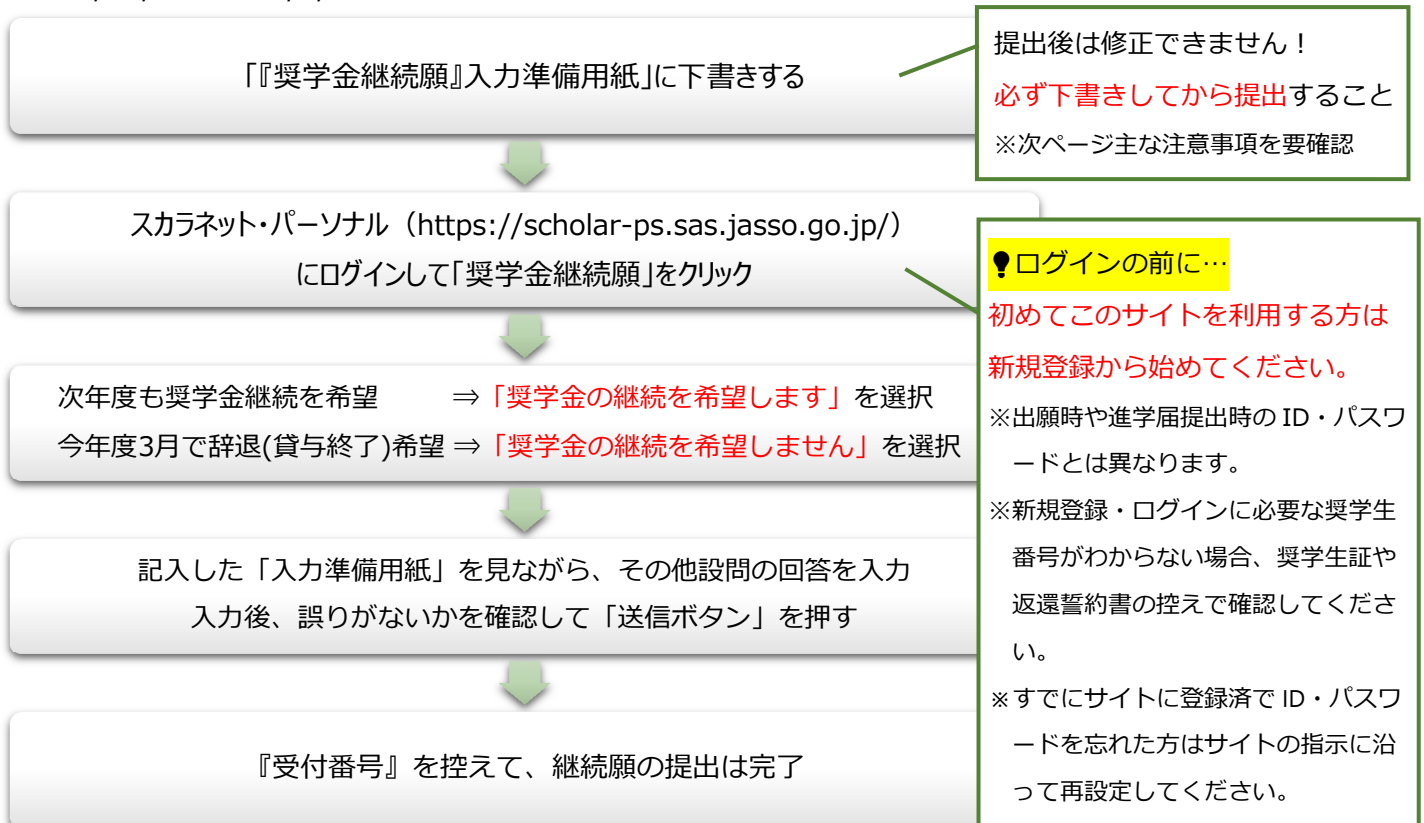 「『奨学金継続願』入力準備用紙」に下書きする
提出後は修正できません！
必ず下書きしてから提出すること
※次ページ主な注意事項を要確認
スカラネット・パーソナル（https://scholar-ps.sas.jasso.go.jp/）
にログインして「奨学金継続願」をクリック
ログインの前に…
初めてこのサイトを利用する方は
新規登録から始めてください。
※出願時や進学届提出時の ID・パスワ
ードとは異なります。
※新規登録・ログインに必要な奨学生
番号がわからない場合、奨学生証や
返還誓約書の控えで確認してくださ
い。
※すでにサイトに登録済で ID・パスワ
ードを忘れた方はサイトの指示に沿
って再設定してください。
次年度も奨学金継続を希望 ⇒「奨学金の継続を希望します」を選択
今年度3月で辞退(貸与終了)希望 ⇒「奨学金の継続を希望しません」を選択
記入した「入力準備用紙」を見ながら、その他設問の回答を入力
入力後、誤りがないかを確認して「送信ボタン」を押す
『受付番号』を控えて、継続願の提出は完了